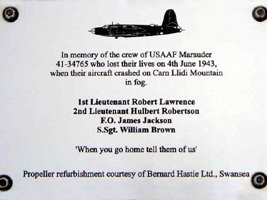 In memory of the crew of USAAF Marauder
41-34765 who lost their lives on 4th June 1943,
when their aircraft crashed on Carn Llidi Mountain
in fog.
1st Lieutenant Robert Lawrence
2nd Lieutenant Hulbert Robertson
F.O. James Jackson
S.Sgt. William Brown
'When you go home tell them of us'
Propeller refurbishment courtesy of Bernard Hastie Ltd., Swansea